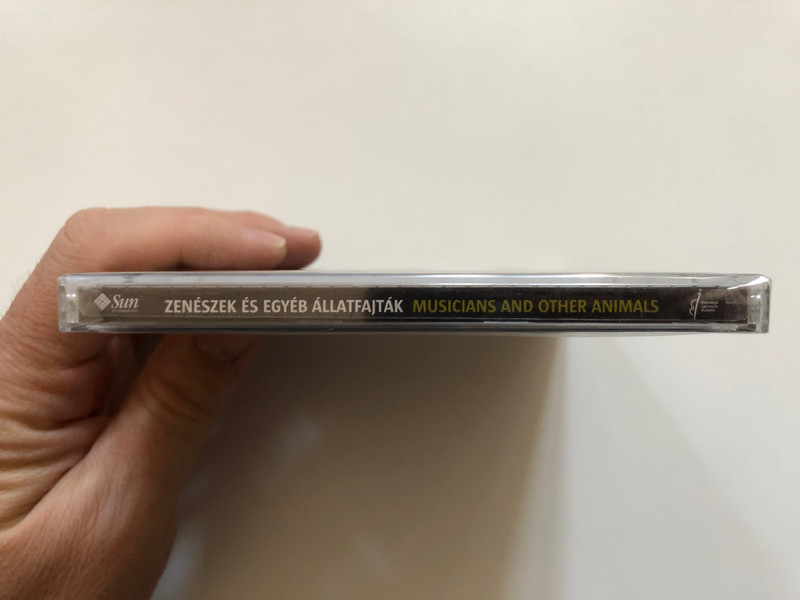 Sun
ZENÉSZEK ÉS EGYÉB ÁLLATFAJTÁK MUSICIANS AND OTHER ANIMALS